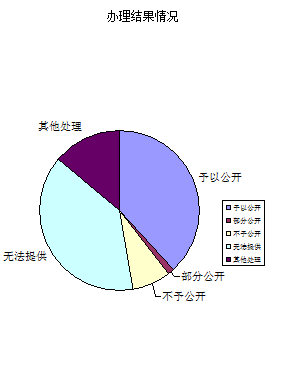 办理结果情况
其他处理
予以公开
无法提供
部分公开
不予公开
予以公开
部分公开
不予公开
无法提供
其他处理